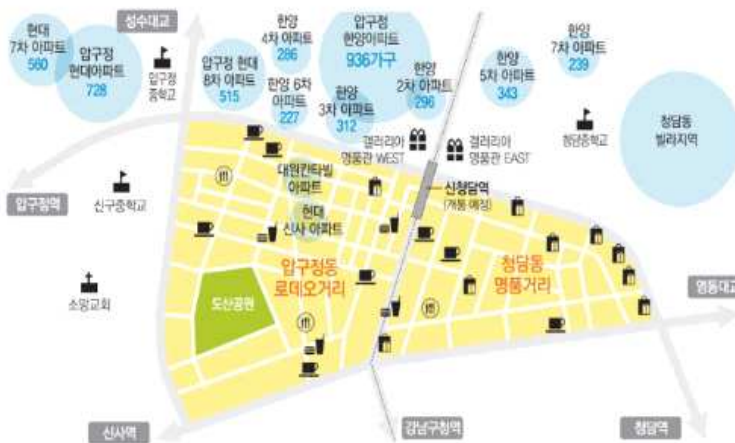 성수대교
현대
7차 아파트
560
압구정
현대아파트
728
압구정
중학교
압구정 현대
8차 아파트
515
한양
4차 아파트
286
한양 6차
아파트
227
압구정
한양아파트
936가구
한양
3차 아파트
312
한양
2차 아파트
296
한양
5차 아파트
343
한양
7차 아파트
239
청담중학교
청담동
빌라지역
갤러리아
명품관 WEST
갤러리아
명품관 EAST
신청담역
(개통 예정)
대원칸타빌
아파트
현대
신사 아파트
압구정역
신구중학교
소망교회
도산공원
압구정동
로데오거리
청담동
명품거리
영동대교
신사역
강남구청역
청담역